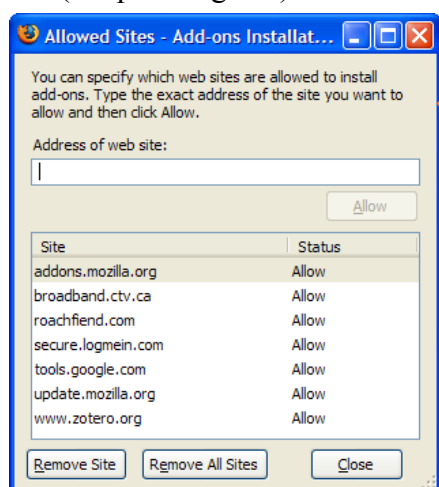 Allowed Sites - Add-ons Installat...
You can specify which web sites are allowed to install
add-ons. Type the exact address of the site you want to
allow and then click Allow.
Address of web site:
Allow
Site Status
addons.mozilla.org Allow
broadband.ctv.ca Allow
roachfiend.com Allow
secure.logmein.com Allow
tools.google.com Allow
update.mozilla.org Allow
www.zotero.org Allow
Remove Site Remove All Sites Close